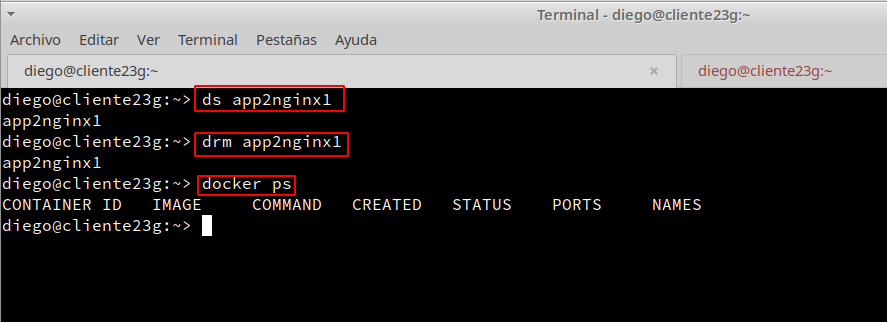 Terminal - diego@cliente23g:~
Archivo Editar Ver Terminal Pestañas Ayuda
diego@cliente23g:~ × diego@cliente23g:~
diego@cliente23g:~> ds app2nginx1
app2nginx1
diego@cliente23g:~> drm app2nginx1
app2nginx1
diego@cliente23g:~> docker ps
CONTAINER ID IMAGE COMMAND CREATED STATUS PORTS NAMES
diego@cliente23g:~>